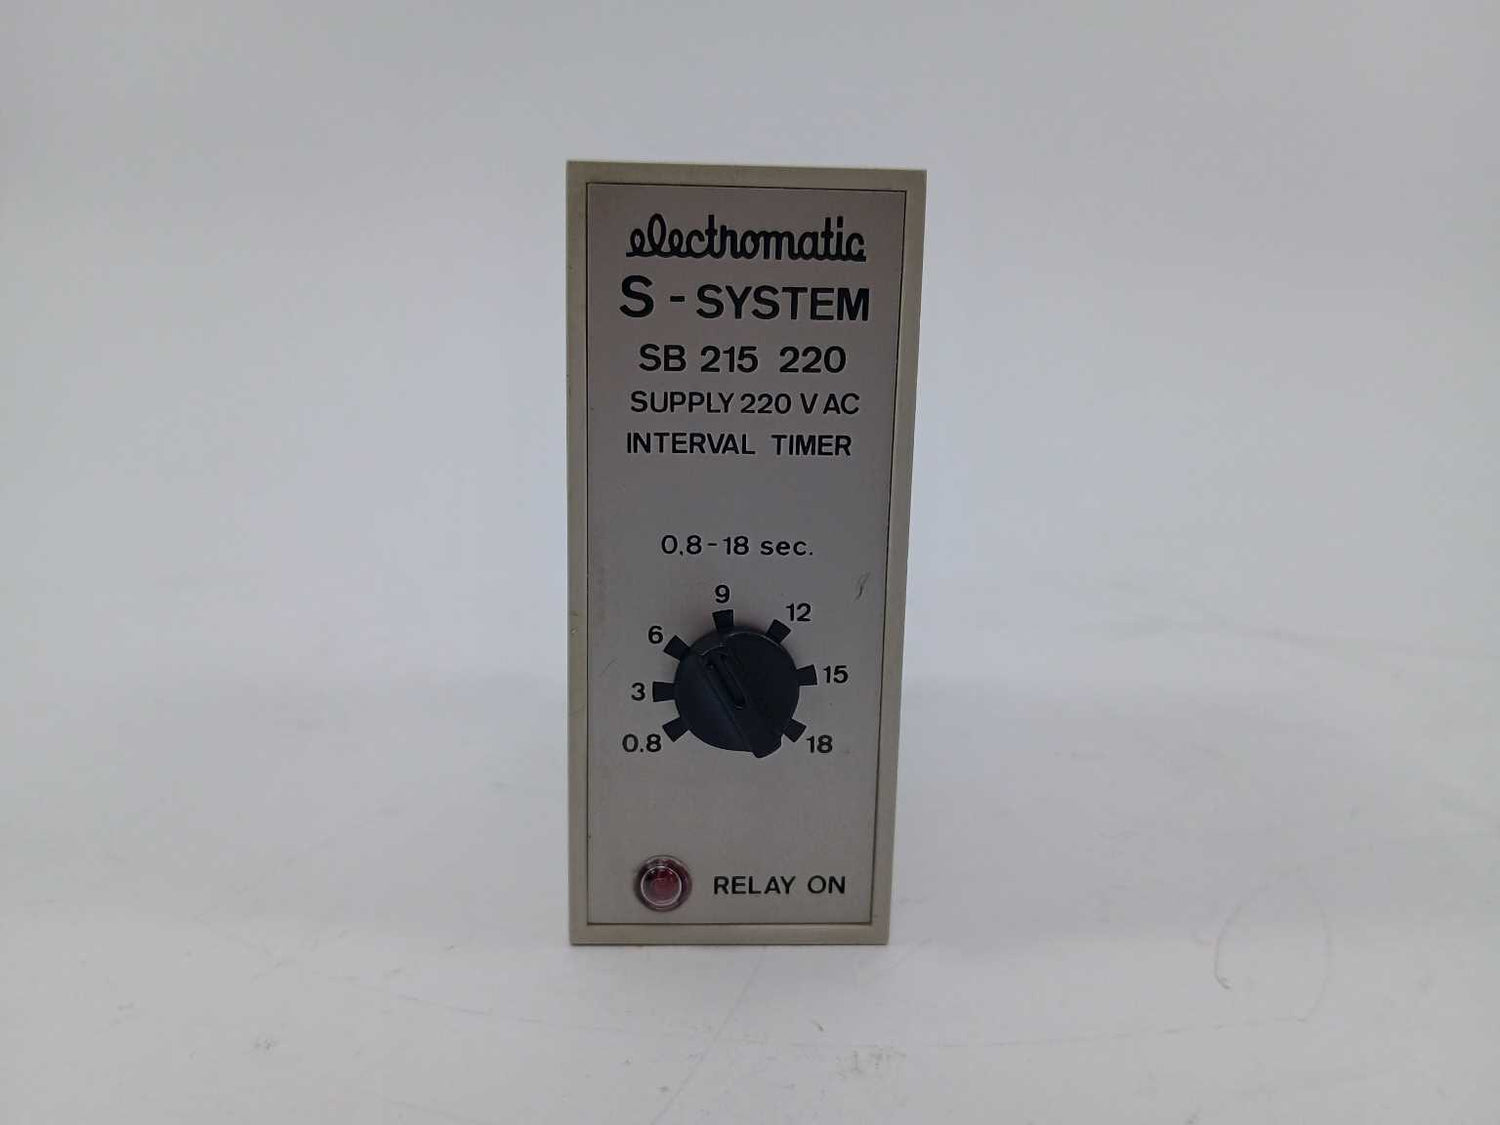 electromatic
S - SYSTEM
SB 215 220
SUPPLY 220 V AC
INTERVAL TIMER
0,8-18 sec.
9
12
6
15
3
0.8
18
RELAY ON